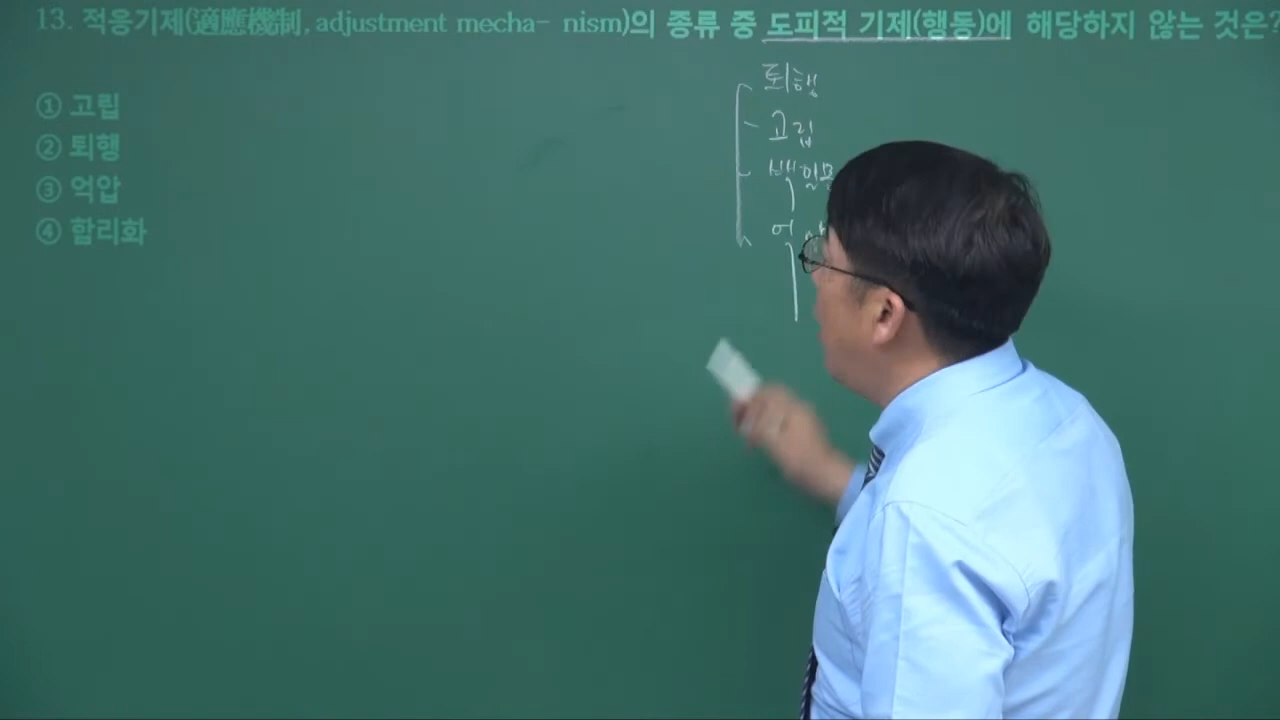 13. 적응기제(適應機制, adjustment mecha- nism)의 종류 중 도피적 기제(행동)에 해당하지 않는 것은?
① 고립
② 퇴행
③ 억압
④ 합리화
퇴행
고립
백일몽